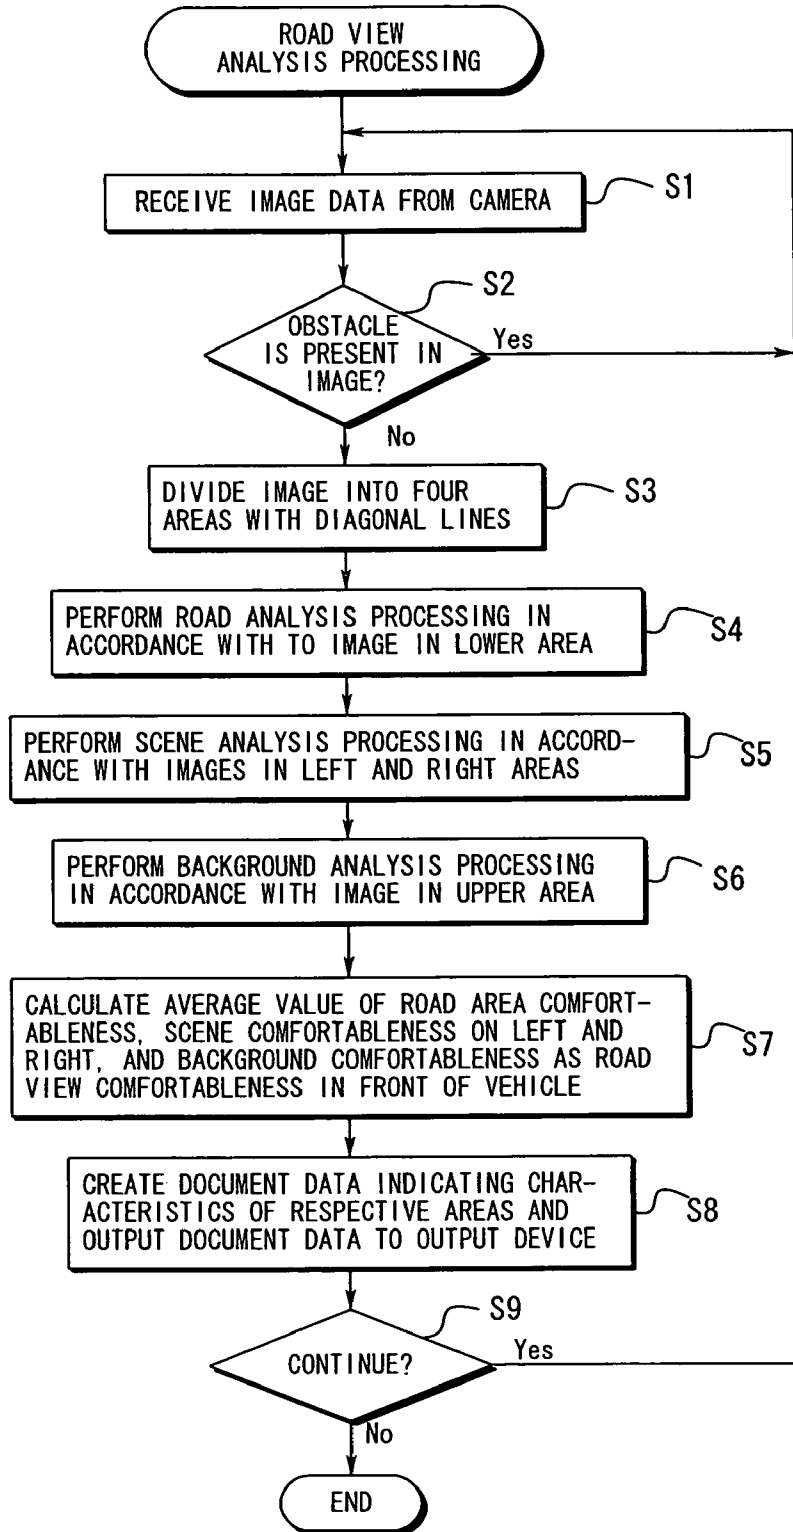 ROAD VIEW
ANALYSIS PROCESSING
RECEIVE IMAGE DATA FROM CAMERA
S1
S2
OBSTACLE
IS PRESENT IN
IMAGE?
Yes
No
DIVIDE IMAGE INTO FOUR
AREAS WITH DIAGONAL LINES
S3
PERFORM ROAD ANALYSIS PROCESSING IN
ACCORDANCE WITH TO IMAGE IN LOWER AREA
S4
PERFORM SCENE ANALYSIS PROCESSING IN ACCORD-
ANCE WITH IMAGES IN LEFT AND RIGHT AREAS
S5
PERFORM BACKGROUND ANALYSIS PROCESSING
IN ACCORDANCE WITH IMAGE IN UPPER AREA
S6
CALCULATE AVERAGE VALUE OF ROAD AREA COMFORT-
ABLENESS, SCENE COMFORTABLENESS ON LEFT AND
RIGHT, AND BACKGROUND COMFORTABLENESS AS ROAD
VIEW COMFORTABLENESS IN FRONT OF VEHICLE
S7
CREATE DOCUMENT DATA INDICATING CHAR-
ACTERISTICS OF RESPECTIVE AREAS AND
OUTPUT DOCUMENT DATA TO OUTPUT DEVICE
S8
S9
CONTINUE?
Yes
No
END